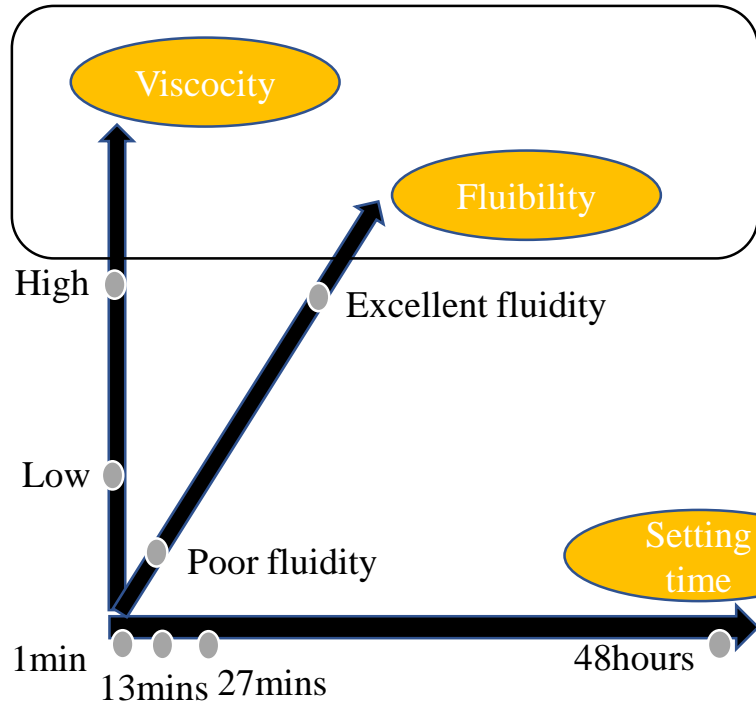 Viscocity
Fluibility
High
Excellent fluidity
Low
Poor fluidity
Setting
time
1min
13mins
27mins
48hours